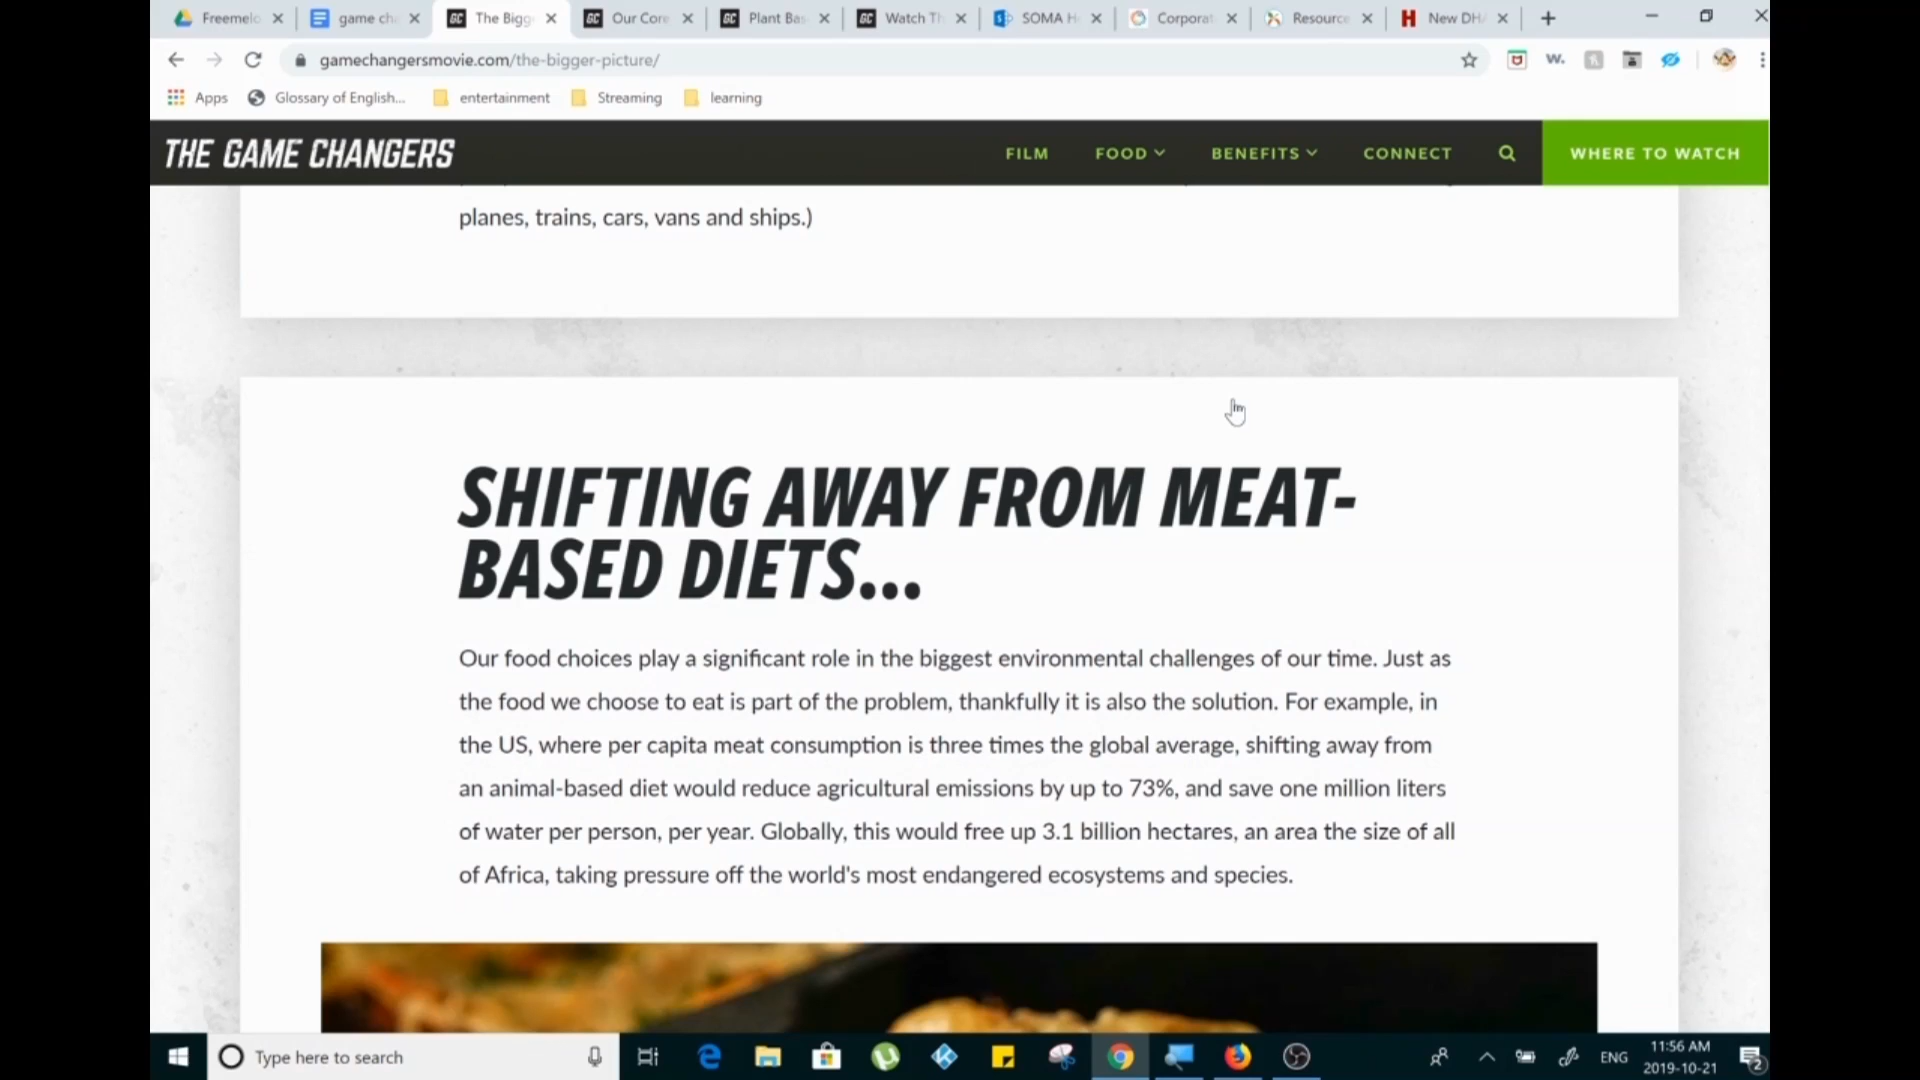 Freemelo
game cha
The Bigg
Our Core
Plant Bas
Watch Th
SOMA H
Corporat
Resource
New DHA
gamechangersmovie.com/the-bigger-picture/
Apps
Glossary of English...
entertainment
Streaming
learning
THE GAME CHANGERS
FILM
FOOD
BENEFITS
CONNECT
WHERE TO WATCH
planes, trains, cars, vans and ships.)
SHIFTING AWAY FROM MEAT-
BASED DIETS...
Our food choices play a significant role in the biggest environmental challenges of our time. Just as
the food we choose to eat is part of the problem, thankfully it is also the solution. For example, in
the US, where per capita meat consumption is three times the global average, shifting away from
an animal-based diet would reduce agricultural emissions by up to 73%, and save one million liters
of water per person, per year. Globally, this would free up 3.1 billion hectares, an area the size of all
of Africa, taking pressure off the world's most endangered ecosystems and species.
Type here to search
ENG
11:56 AM
2019-10-21
2